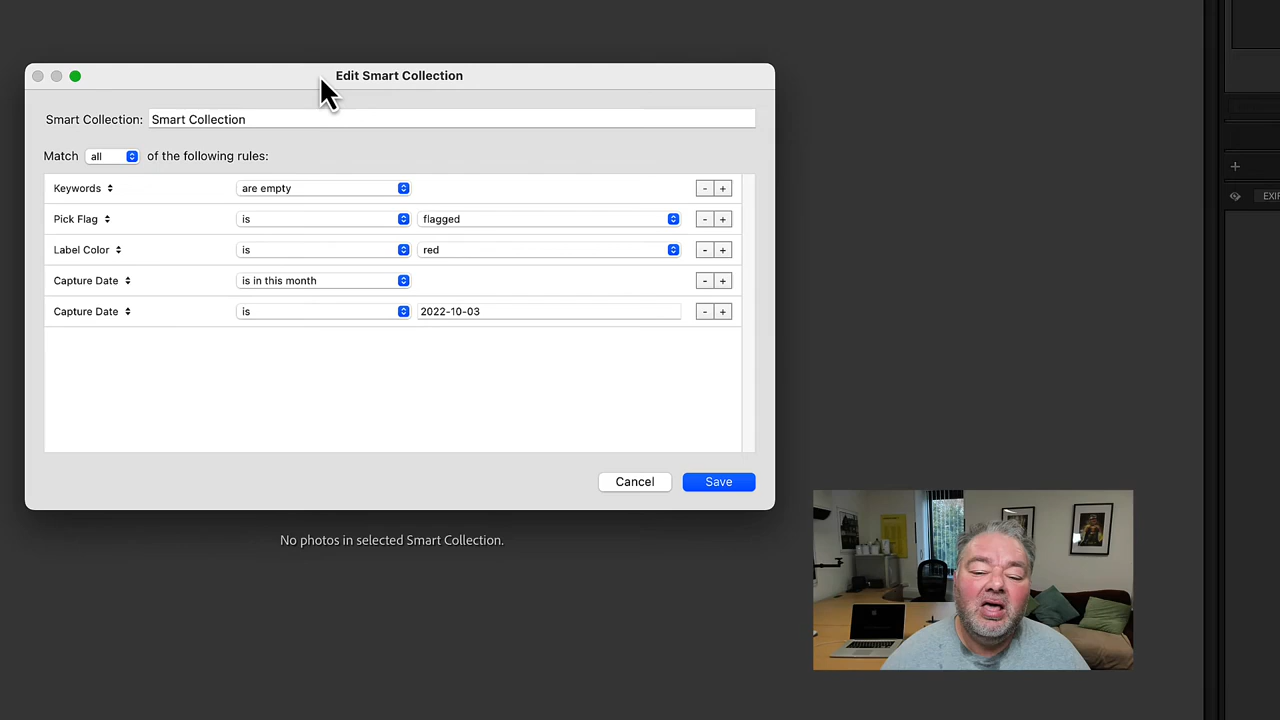 Edit Smart Collection
Smart Collection: Smart Collection
Match all of the following rules:
Keywords are empty - +
Pick Flag is flagged - +
Label Color is red - +
Capture Date is in this month - +
Capture Date is 2022-10-03 - +
Cancel Save
No photos in selected Smart Collection.
+
EXI